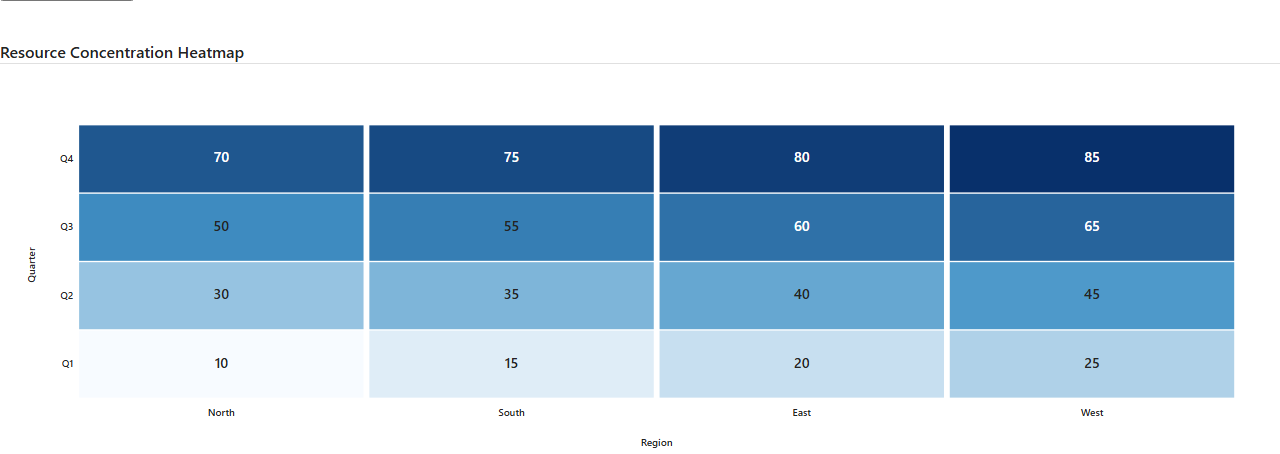 Resource Concentration Heatmap
Q4 70 75 80 85
Q3 50 55 60 65
Quarter
Q2 30 35 40 45
Q1 10 15 20 25
North South East West
Region